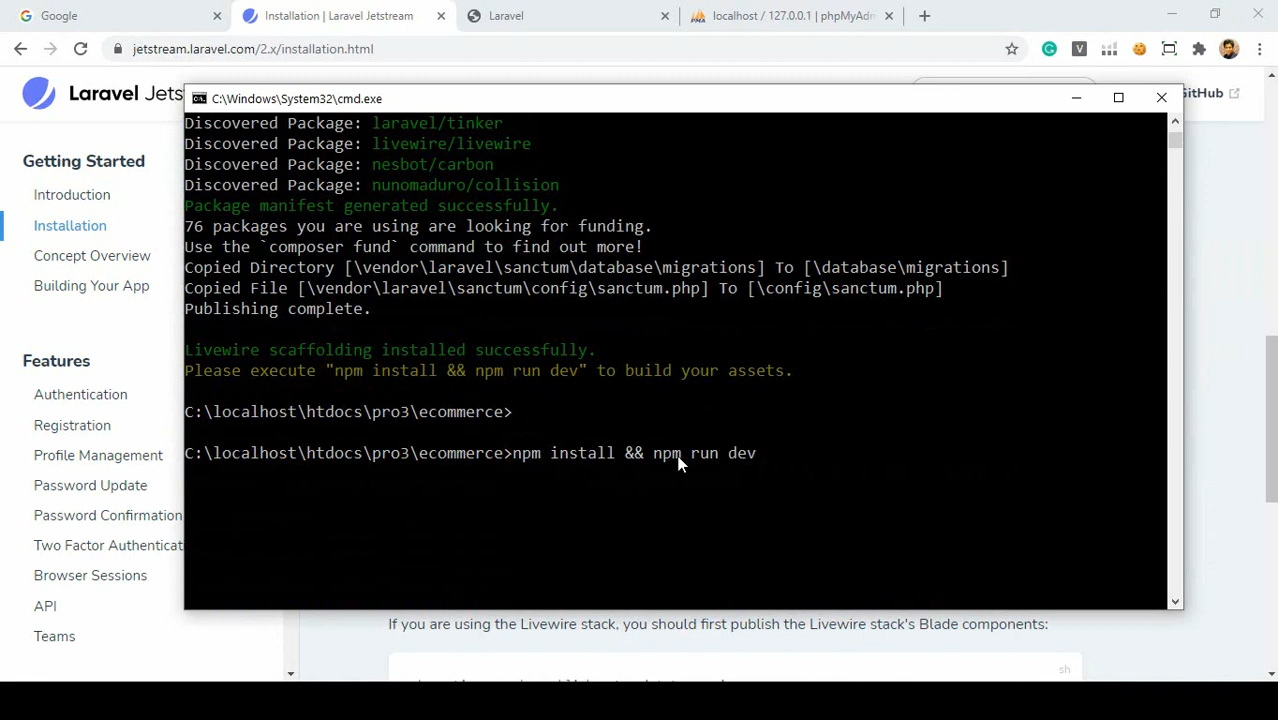 Google
Installation | Laravel Jetstream
Laravel
localhost / 127.0.0.1 | phpMyAdm
jetstream.laravel.com/2.x/installation.html
Laravel Jets
GitHub
Getting Started
Introduction
Installation
Concept Overview
Building Your App
Features
Authentication
Registration
Profile Management
Password Update
Password Confirmation
Two Factor Authenticati
Browser Sessions
API
Teams
C:\Windows\System32\cmd.exe
Discovered Package: laravel/tinker
Discovered Package: livewire/livewire
Discovered Package: nesbot/carbon
Discovered Package: nunomaduro/collision
Package manifest generated successfully.
76 packages you are using are looking for funding.
Use the `composer fund` command to find out more!
Copied Directory [\vendor\laravel\sanctum\database\migrations] To [\database\migrations]
Copied File [\vendor\laravel\sanctum\config\sanctum.php] To [\config\sanctum.php]
Publishing complete.
Livewire scaffolding installed successfully.
Please execute "npm install && npm run dev" to build your assets.
C:\localhost\htdocs\pro3\ecommerce>
C:\localhost\htdocs\pro3\ecommerce>npm install && npm run dev
If you are using the Livewire stack, you should first publish the Livewire stack's Blade components:
sh